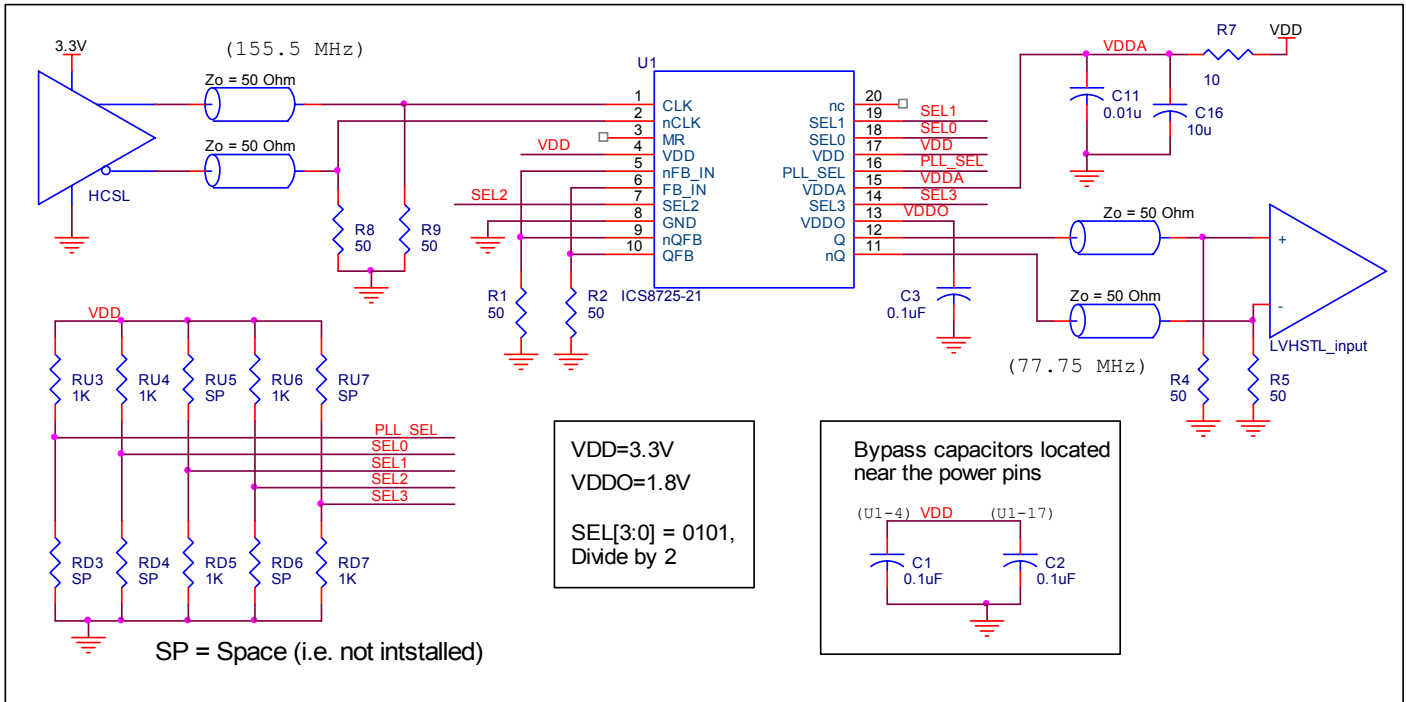 3.3V
(155.5 MHz)
Zo = 50 Ohm
Zo = 50 Ohm
HCSL
R8
50
R9
50
U1
1 CLK
2 nCLK
3 MR
VDD 4 VDD
5 nFB_IN
6 FB_IN
SEL2 7 SEL2
8 GND
9 nQFB
10 QFB
20 nc
19 SEL1 SEL1
18 SEL0 SEL0
17 VDD VDD
16 PLL_SEL PLL_SEL
15 VDDA VDDA
14 SEL3 SEL3
13 VDDO VDDO
12 Q
11 nQ
ICS8725-21
R1
50
R2
50
C3
0.1uF
VDDA
R7
10
VDD
C11
0.01u
C16
10u
Zo = 50 Ohm
Zo = 50 Ohm
+
-
LVHSTL_input
(77.75 MHz)
R4
50
R5
50
VDD
RU3
1K
RU4
1K
RU5
SP
RU6
1K
RU7
SP
PLL_SEL
SEL0
SEL1
SEL2
SEL3
RD3
SP
RD4
SP
RD5
1K
RD6
SP
RD7
1K
SP = Space (i.e. not intstalled)
VDD=3.3V
VDDO=1.8V
SEL[3:0] = 0101,
Divide by 2
Bypass capacitors located
near the power pins
(U1-4) VDD (U1-17)
C1
0.1uF
C2
0.1uF